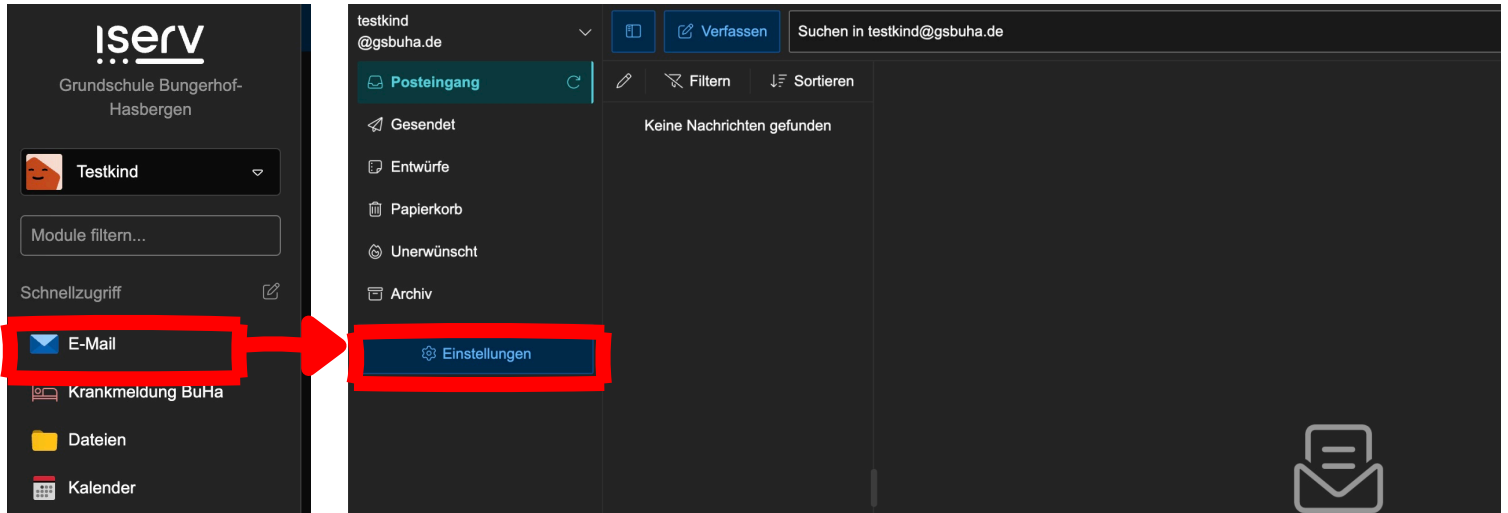 IServ
Grundschule Bungerhof-
Hasbergen
Testkind
Module filtern...
Schnellzugriff
E-Mail
Krankmeldung BuHa
Dateien
Kalender
testkind
@gsbuha.de
Posteingang
Gesendet
Entwürfe
Papierkorb
Unerwünscht
Archiv
Einstellungen
Verfassen
Suchen in testkind@gsbuha.de
Filtern
Sortieren
Keine Nachrichten gefunden